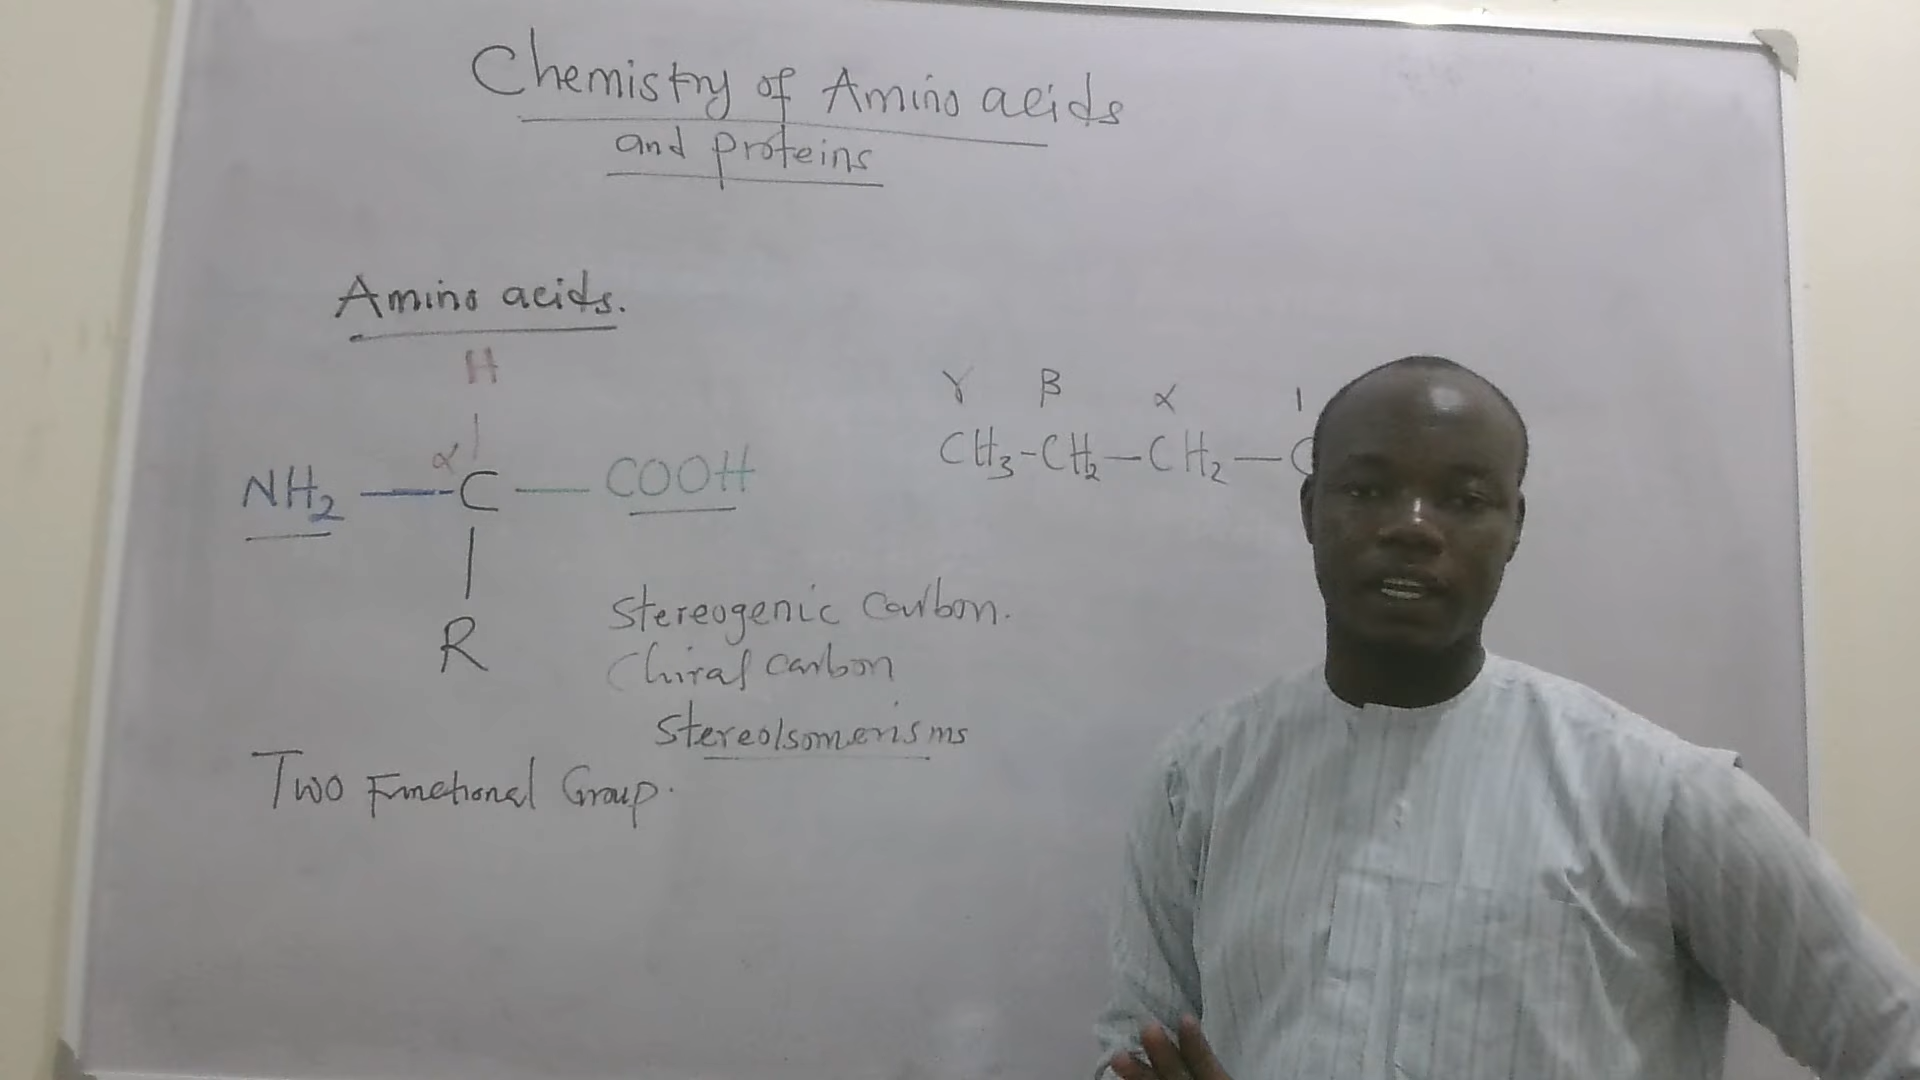 Chemistry of Amino acids
and proteins
Amino acids.
H
α
NH₂ — C — COOH
R
γ β α 1
CH₃-CH₂-CH₂-C
Stereogenic Carbon.
Chiral carbon
StereoIsomerisms
Two Functional Group.